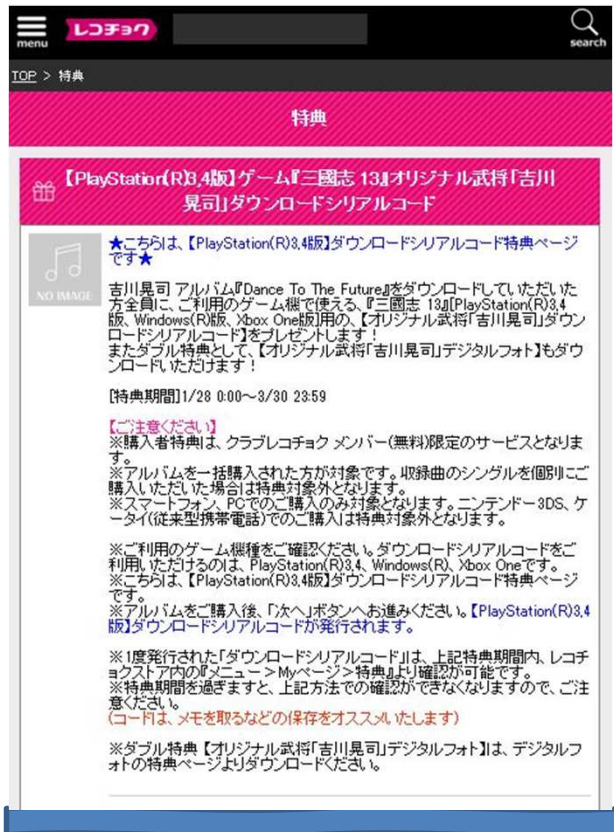 menu
レコチョク
search
TOP > 特典
特典
【PlayStation(R)3,4版】ゲーム『三國志 13』オリジナル武将「吉川
晃司」ダウンロードシリアルコード
NO IMAGE
★こちらは、【PlayStation(R)3,4版】ダウンロードシリアルコード特典ページ
です★
吉川晃司 アルバム『Dance To The Future』をダウンロードしていただいた
方全員に、ご利用のゲーム機で使える、『三國志 13』[PlayStation(R)3,4
版、Windows(R)版、Xbox One版]用の、【オリジナル武将「吉川晃司」ダウン
ロードシリアルコード】をプレゼントします！
またダブル特典として、【オリジナル武将「吉川晃司」デジタルフォト】もダウ
ンロードいただけます！
[特典期間]1/28 0:00～3/30 23:59
【ご注意ください】
※購入者特典は、クラブレコチョク メンバー(無料)限定のサービスとなりま
す。
※アルバムを一括購入された方が対象です。収録曲のシングルを個別にご
購入いただいた場合は特典対象外となります。
※スマートフォン、PCでのご購入のみ対象となります。ニンテンドー3DS、ケ
ータイ(従来型携帯電話)でのご購入は特典対象外となります。
※ご利用のゲーム機種をご確認ください。ダウンロードシリアルコードをご
利用いただけるのは、PlayStation(R)3,4、Windows(R)、Xbox Oneです。
※こちらは、【PlayStation(R)3,4版】ダウンロードシリアルコード特典ページ
です。
※アルバムをご購入後、「次へ」ボタンへお進みください。【PlayStation(R)3,4
版】ダウンロードシリアルコードが発行されます。
※1度発行された「ダウンロードシリアルコード」は、上記特典期間内、レコチ
ョクストア内の『メニュー＞Myページ＞特典』より確認が可能です。
※特典期間を過ぎますと、上記方法での確認ができなくなりますので、ご注
意ください。
(コードは、メモを取るなどの保存をオススメいたします)
※ダブル特典【オリジナル武将「吉川晃司」デジタルフォト】は、デジタルフ
ォトの特典ページよりダウンロードください。